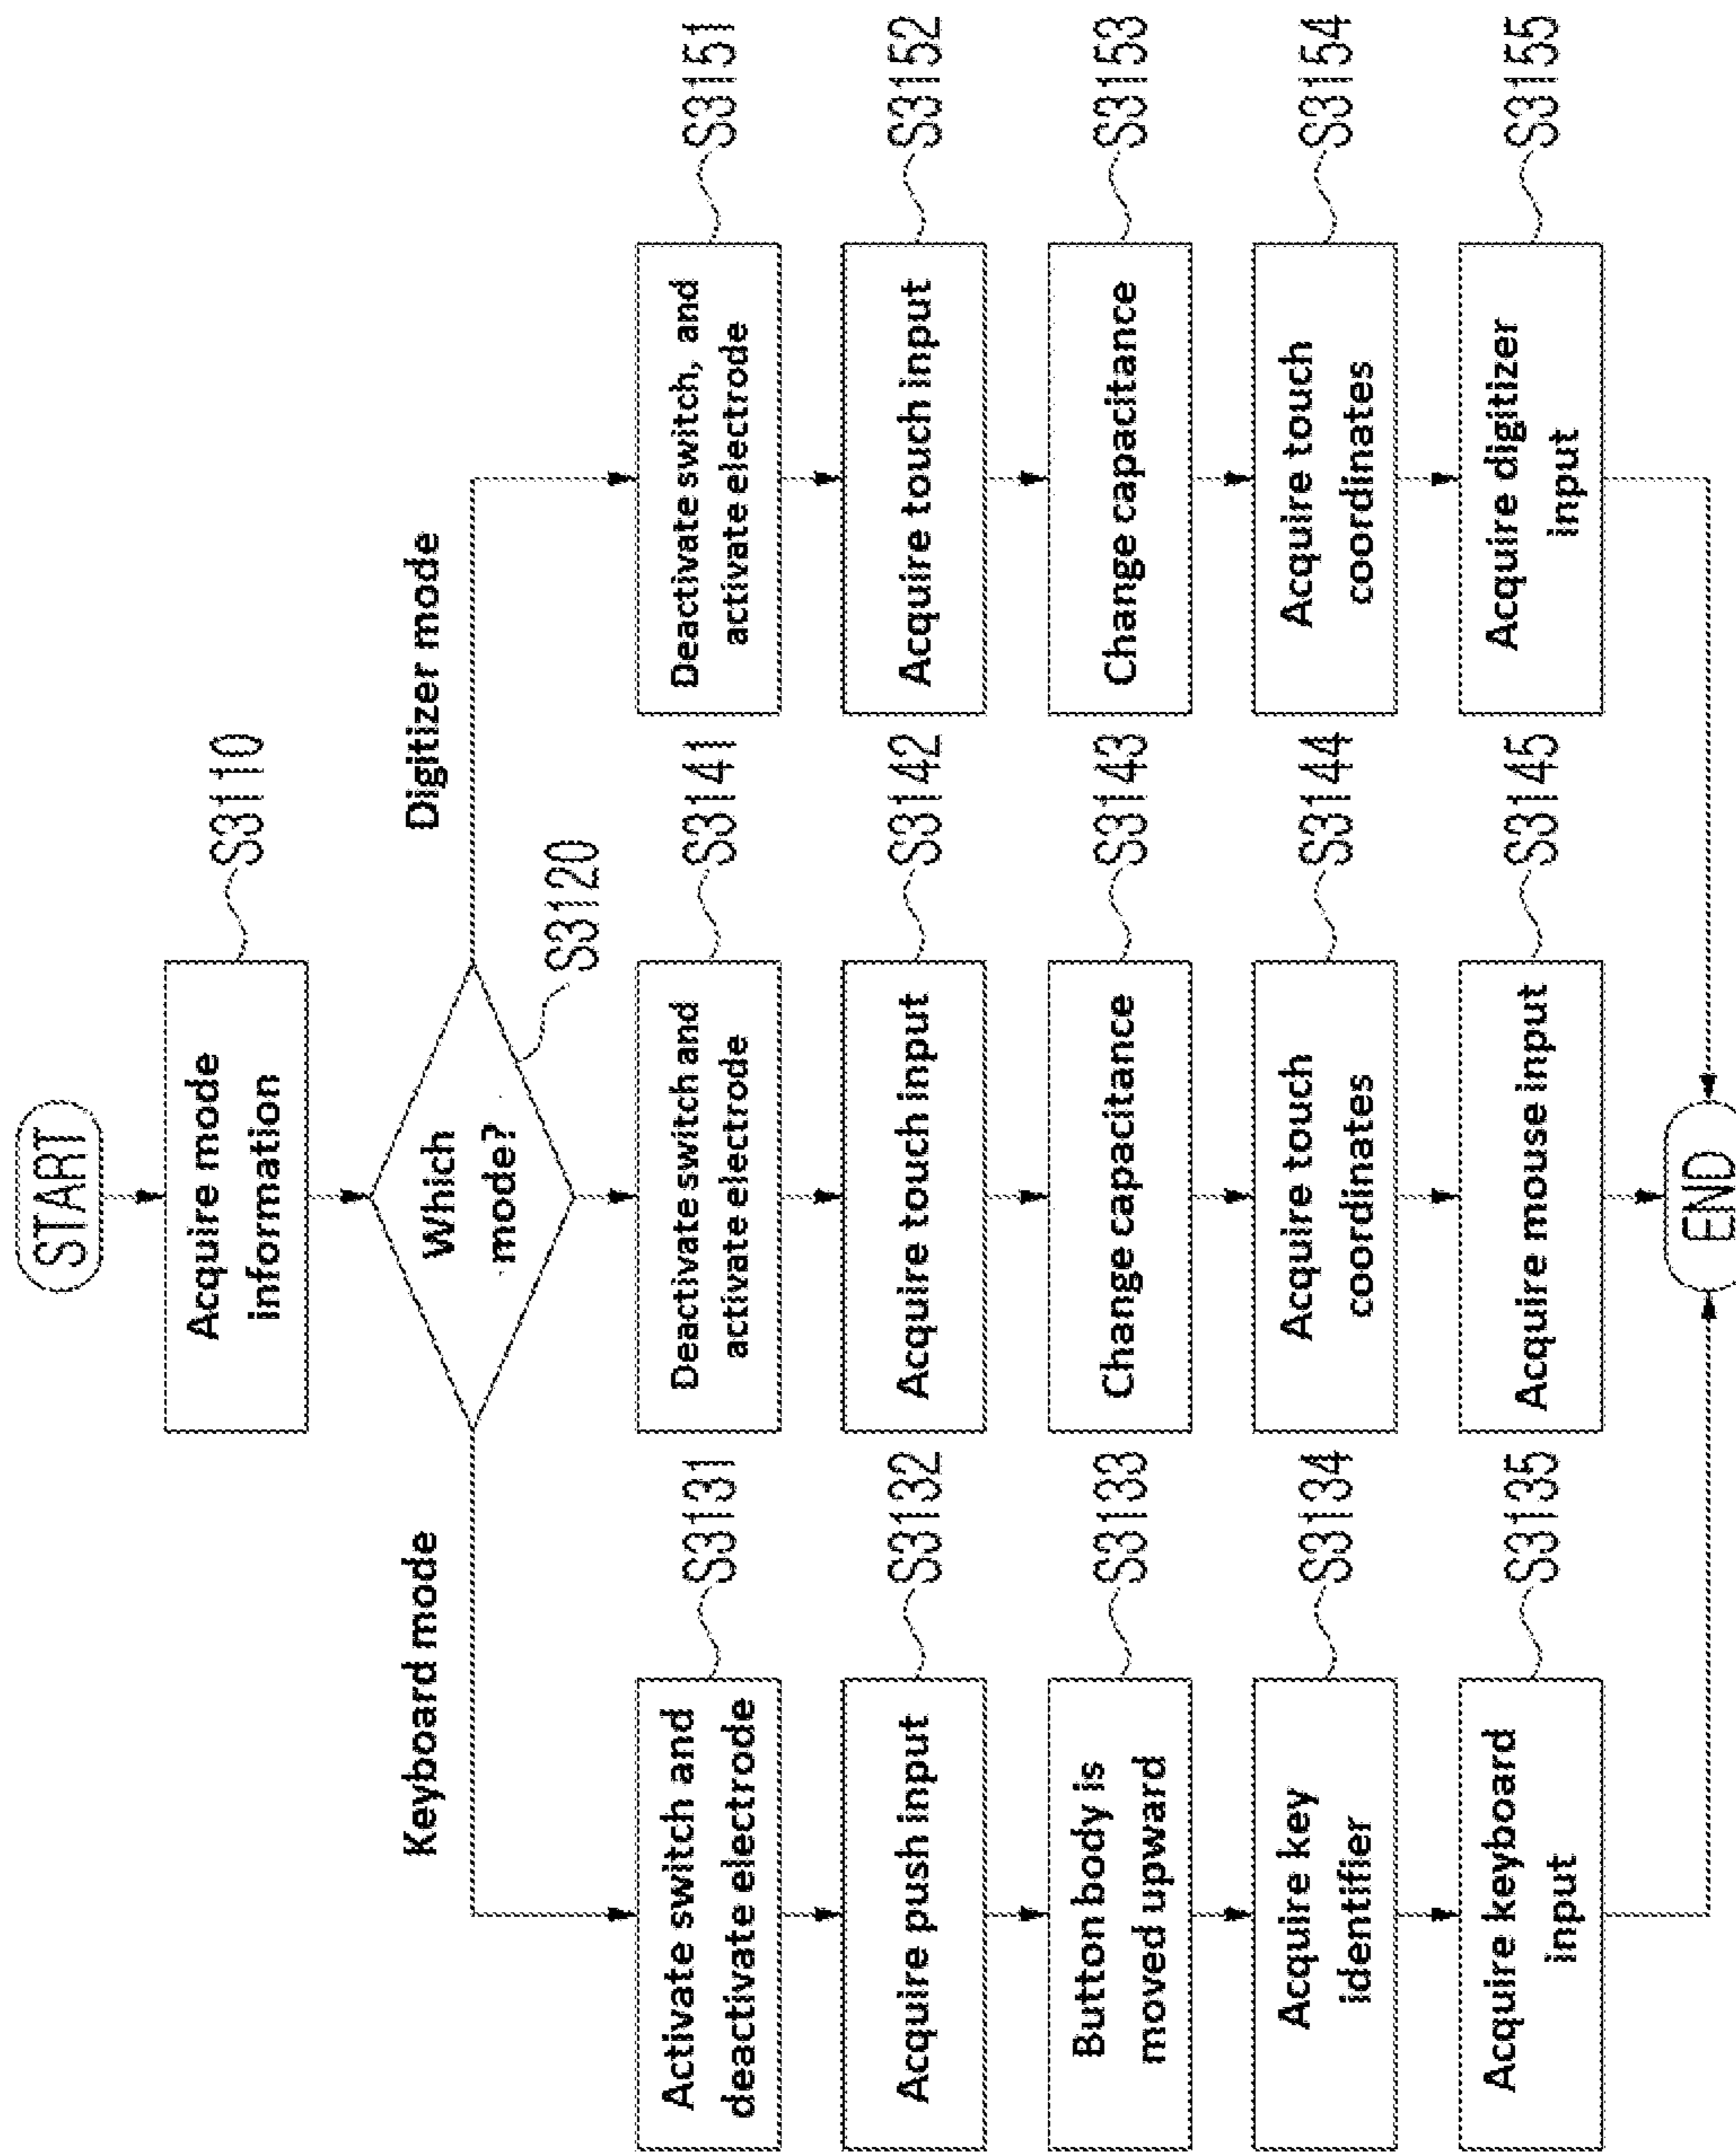 START
Acquire mode
information
S3110
Which
mode?
S3120
Keyboard mode
Digitizer mode
Activate switch and
deactivate electrode
S3131
Deactivate switch and
activate electrode
S3141
Deactivate switch, and
activate electrode
S3151
Acquire push input
S3132
Acquire touch input
S3142
Acquire touch input
S3152
Button body is
moved upward
S3133
Change capacitance
S3143
Change capacitance
S3153
Acquire key
identifier
S3134
Acquire touch
coordinates
S3144
Acquire touch
coordinates
S3154
Acquire keyboard
input
S3135
Acquire mouse input
S3145
Acquire digitizer
input
S3155
END